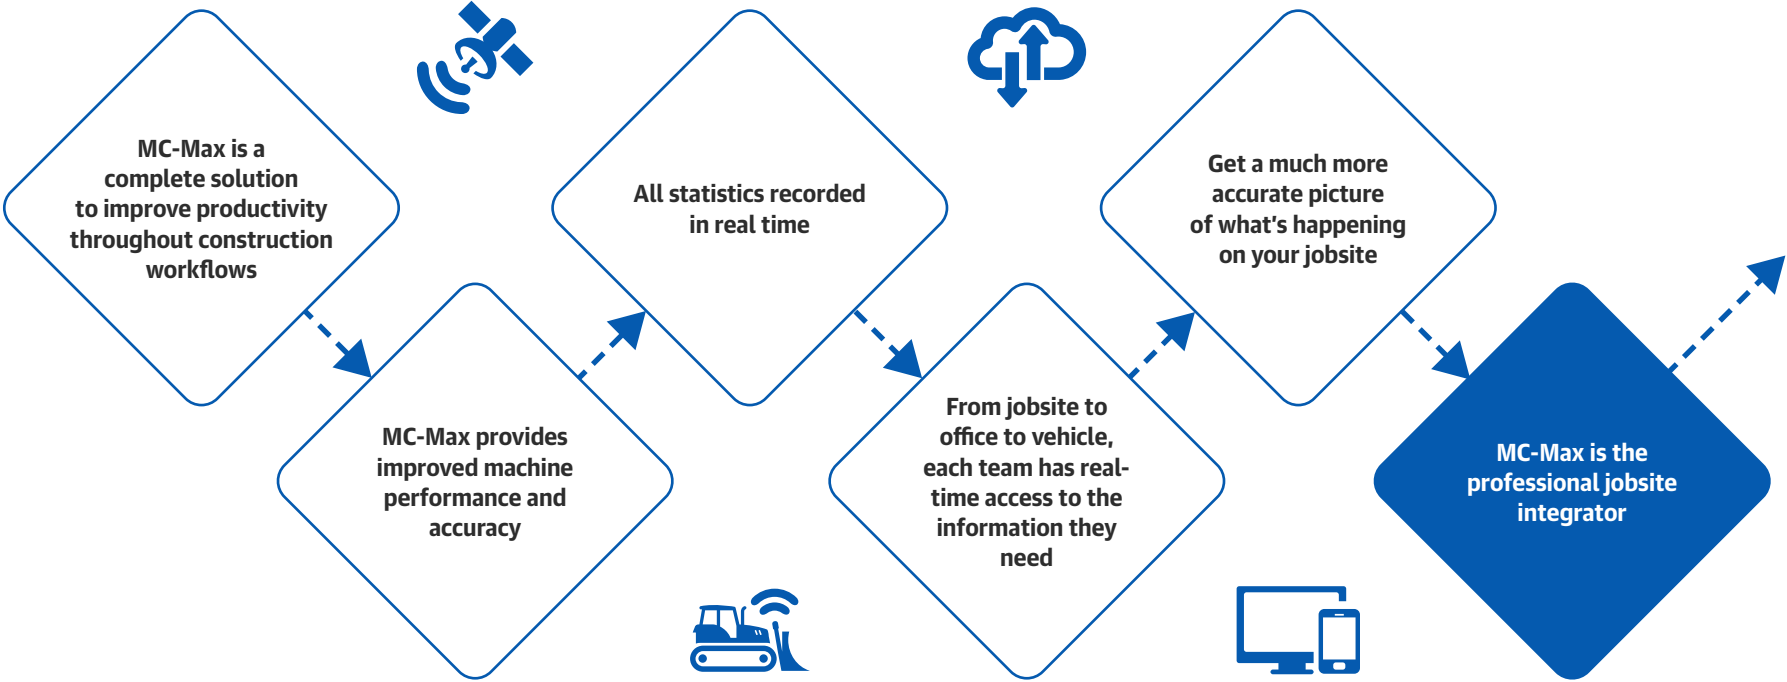 MC-Max is a
complete solution
to improve productivity
throughout construction
workflows
MC-Max provides
improved machine
performance and
accuracy
All statistics recorded
in real time
From jobsite to
office to vehicle,
each team has real-
time access to the
information they
need
Get a much more
accurate picture
of what's happening
on your jobsite
MC-Max is the
professional jobsite
integrator